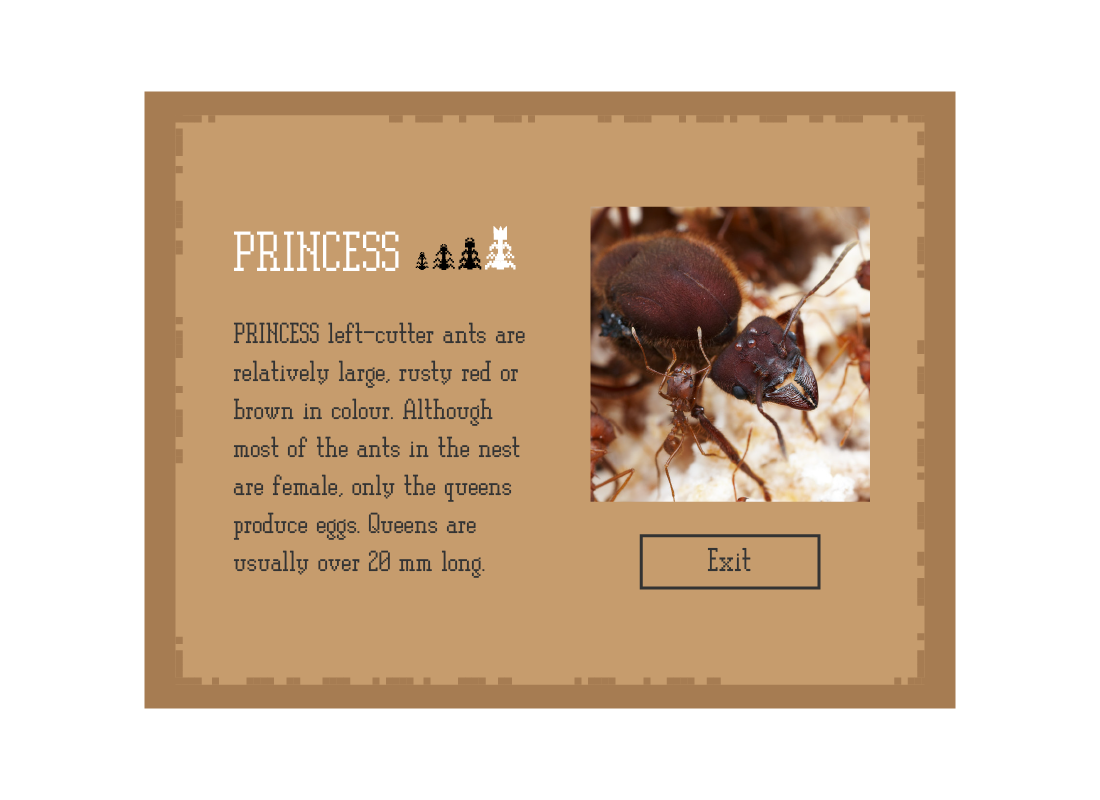 PRINCESS
PRINCESS left-cutter ants are
relatively large, rusty red or
brown in colour. Although
most of the ants in the nest
are female, only the queens
produce eggs. Queens are
usually over 20 mm long.
Exit